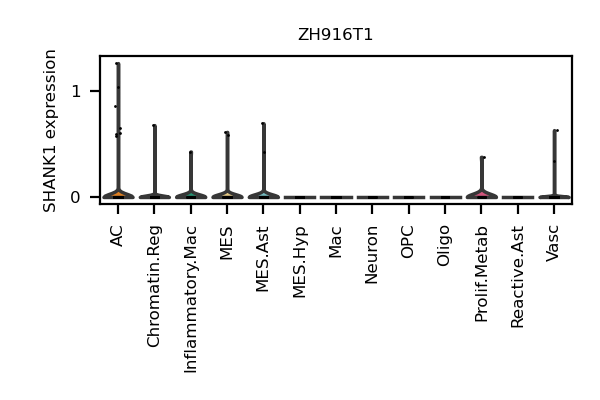 ZH916T1
SHANK1 expression
1
0
AC
Chromatin.Reg
Inflammatory.Mac
MES
MES.Ast
MES.Hyp
Mac
Neuron
OPC
Oligo
Prolif.Metab
Reactive.Ast
Vasc